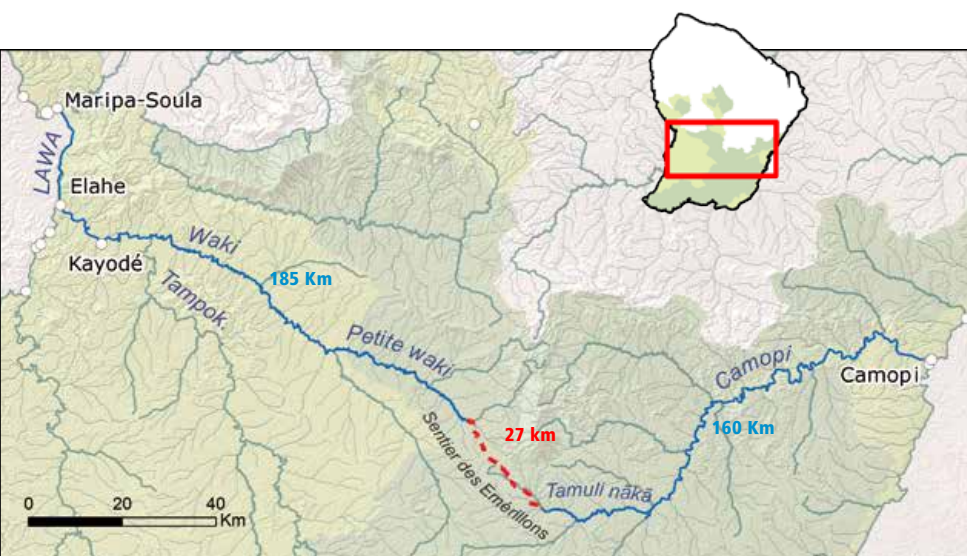 Maripa-Soula
LAWA
Elahe
Kayodé
Waki
185 Km
Tampok.
Petite waki
Sentier des Emérillons
27 km
Tamuli nãkã
Camopi
160 Km
Camopi
0 20 40
Km